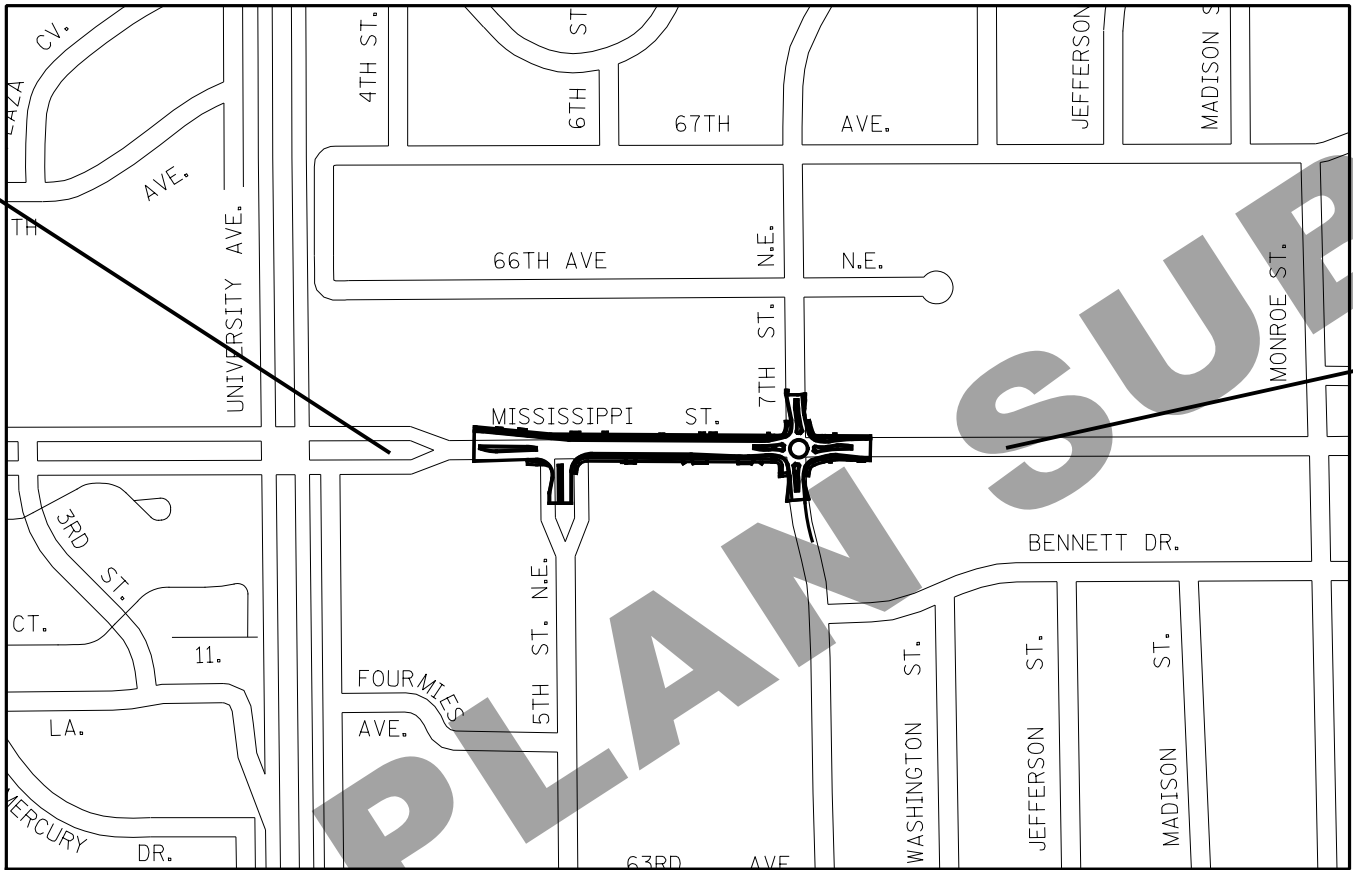 CV.
4TH ST.
6TH ST
JEFFERSON
MADISON S
67TH AVE.
AVE.
TH
UNIVERSITY AVE.
66TH AVE N.E.
7TH ST. N.E.
MONROE ST.
MISSISSIPPI ST.
3RD ST.
BENNETT DR.
CT.
11.
5TH ST. N.E.
FOURMIES AVE.
LA.
WASHINGTON ST.
JEFFERSON ST.
MADISON ST.
MERCURY DR.
63RD AVE
PLAN SUB